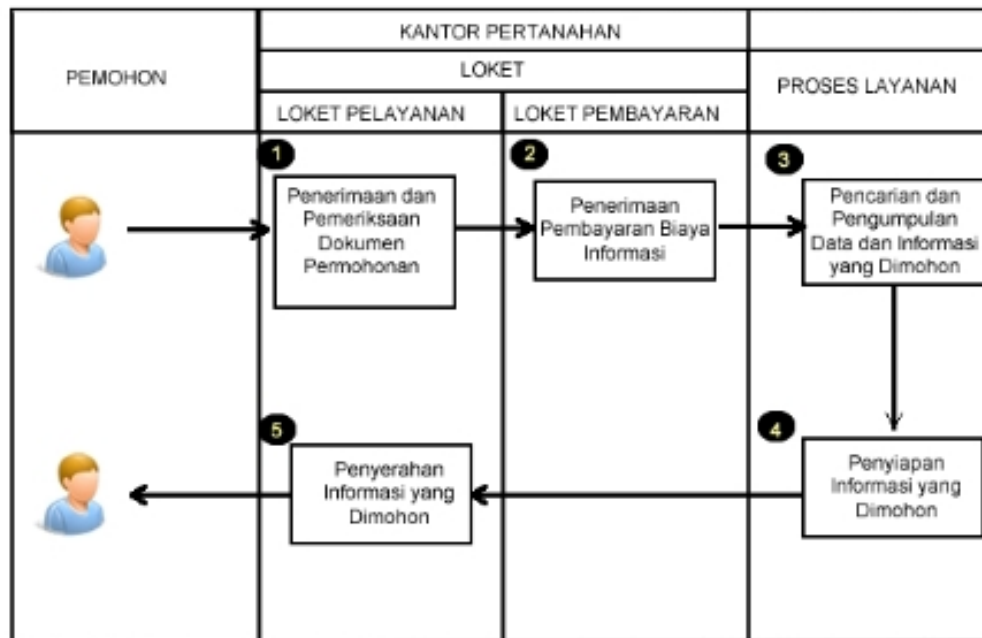 KANTOR PERTANAHAN
PEMOHON
LOKET
PROSES LAYANAN
LOKET PELAYANAN
LOKET PEMBAYARAN
1
Penerimaan dan
Pemeriksaan
Dokumen
Permohonan
2
Penerimaan
Pembayaran Biaya
Informasi
3
Pencarian dan
Pengumpulan
Data dan Informasi
yang Dimohon
4
Penyiapan
Informasi yang
Dimohon
5
Penyerahan
Informasi yang
Dimohon